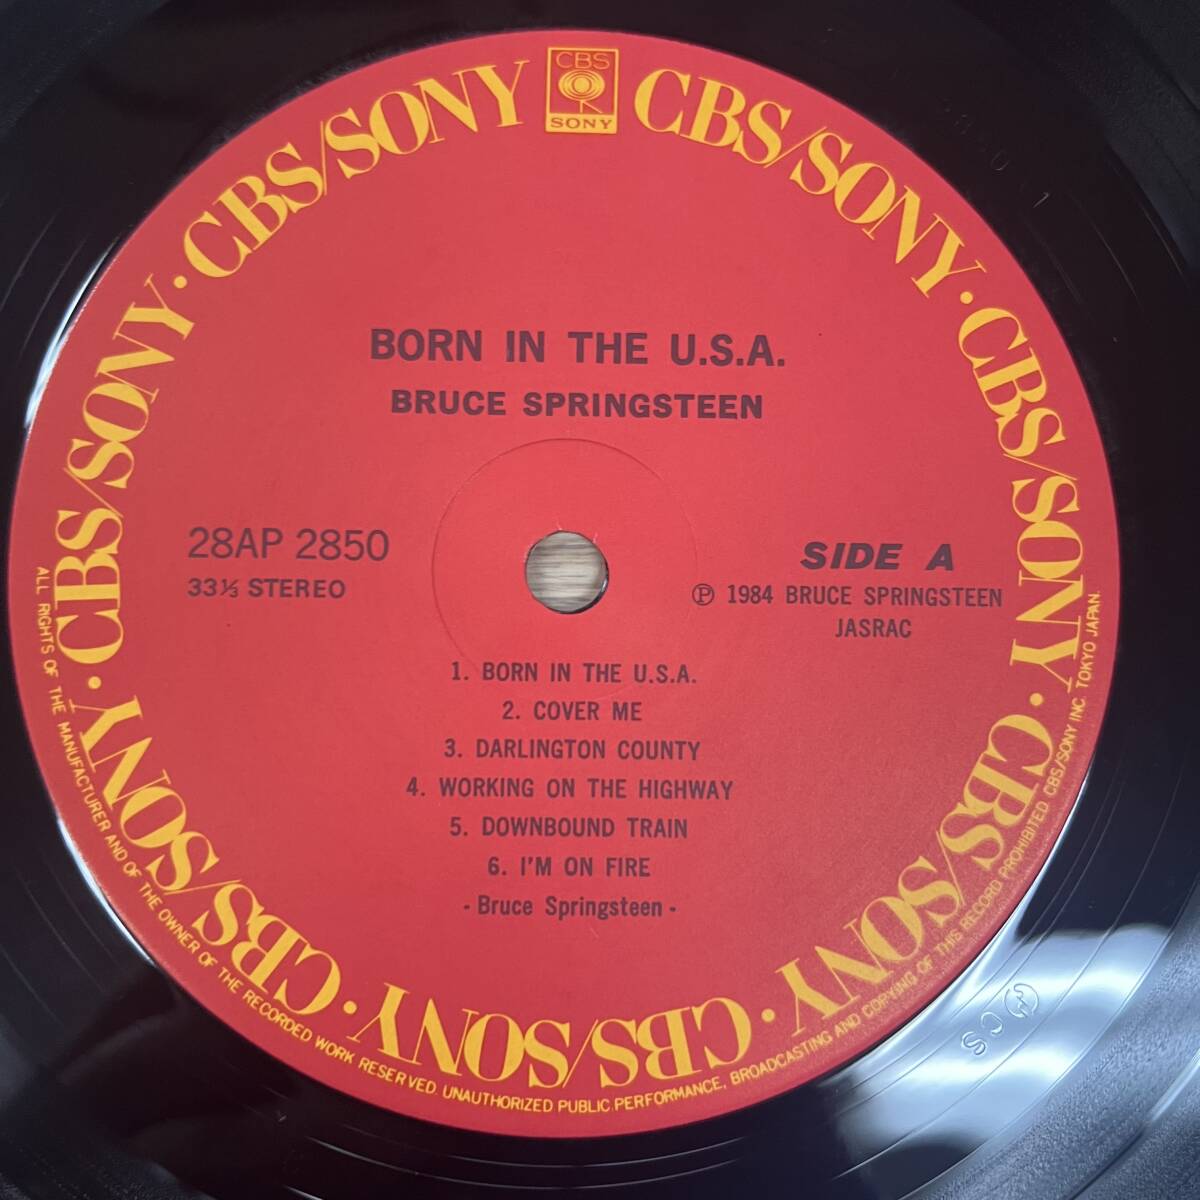 CBS
SONY
CBS/SONY · CBS/SONY · CBS/SONY · CBS/SONY · CBS/SONY · CBS/SONY · CBS/SONY · CBS/SONY · CBS/SONY
BORN IN THE U.S.A.
BRUCE SPRINGSTEEN
28AP 2850
33⅓ STEREO
SIDE A
Ⓟ 1984 BRUCE SPRINGSTEEN
JASRAC
1. BORN IN THE U.S.A.
2. COVER ME
3. DARLINGTON COUNTY
4. WORKING ON THE HIGHWAY
5. DOWNBOUND TRAIN
6. I'M ON FIRE
- Bruce Springsteen -
ALL RIGHTS OF THE MANUFACTURER AND OF THE OWNER OF THE RECORDED WORK RESERVED. UNAUTHORIZED PUBLIC PERFORMANCE, BROADCASTING AND COPYING OF THIS RECORD PROHIBITED CBS/SONY INC. TOKYO JAPAN.
CS